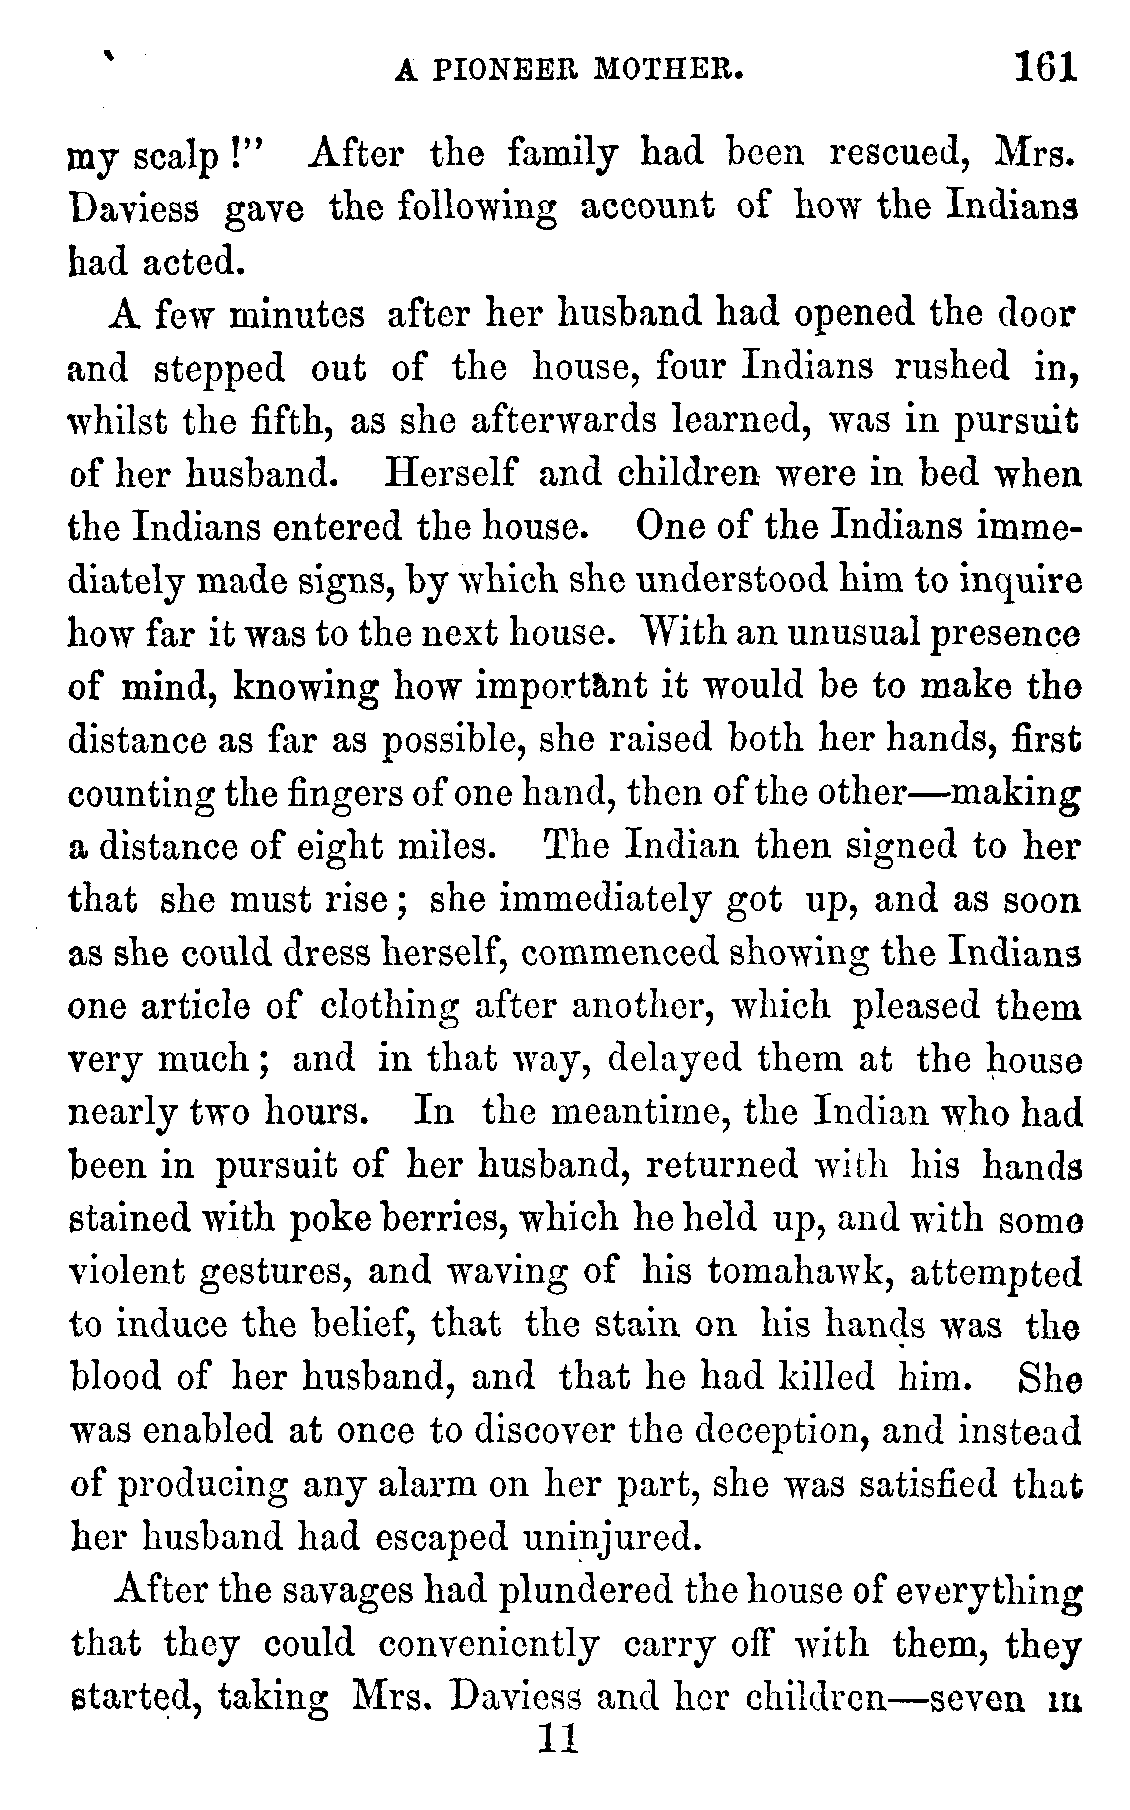 A PIONEER MOTHER. 161
my scalp !" After the family had been rescued, Mrs.
Daviess gave the following account of how the Indians
had acted.
A few minutes after her husband had opened the door
and stepped out of the house, four Indians rushed in,
whilst the fifth, as she afterwards learned, was in pursuit
of her husband. Herself and children were in bed when
the Indians entered the house. One of the Indians imme-
diately made signs, by which she understood him to inquire
how far it was to the next house. With an unusual presence
of mind, knowing how important it would be to make the
distance as far as possible, she raised both her hands, first
counting the fingers of one hand, then of the other—making
a distance of eight miles. The Indian then signed to her
that she must rise ; she immediately got up, and as soon
as she could dress herself, commenced showing the Indians
one article of clothing after another, which pleased them
very much ; and in that way, delayed them at the house
nearly two hours. In the meantime, the Indian who had
been in pursuit of her husband, returned with his hands
stained with poke berries, which he held up, and with some
violent gestures, and waving of his tomahawk, attempted
to induce the belief, that the stain on his hands was the
blood of her husband, and that he had killed him. She
was enabled at once to discover the deception, and instead
of producing any alarm on her part, she was satisfied that
her husband had escaped uninjured.
After the savages had plundered the house of everything
that they could conveniently carry off with them, they
started, taking Mrs. Daviess and her children—seven in
11